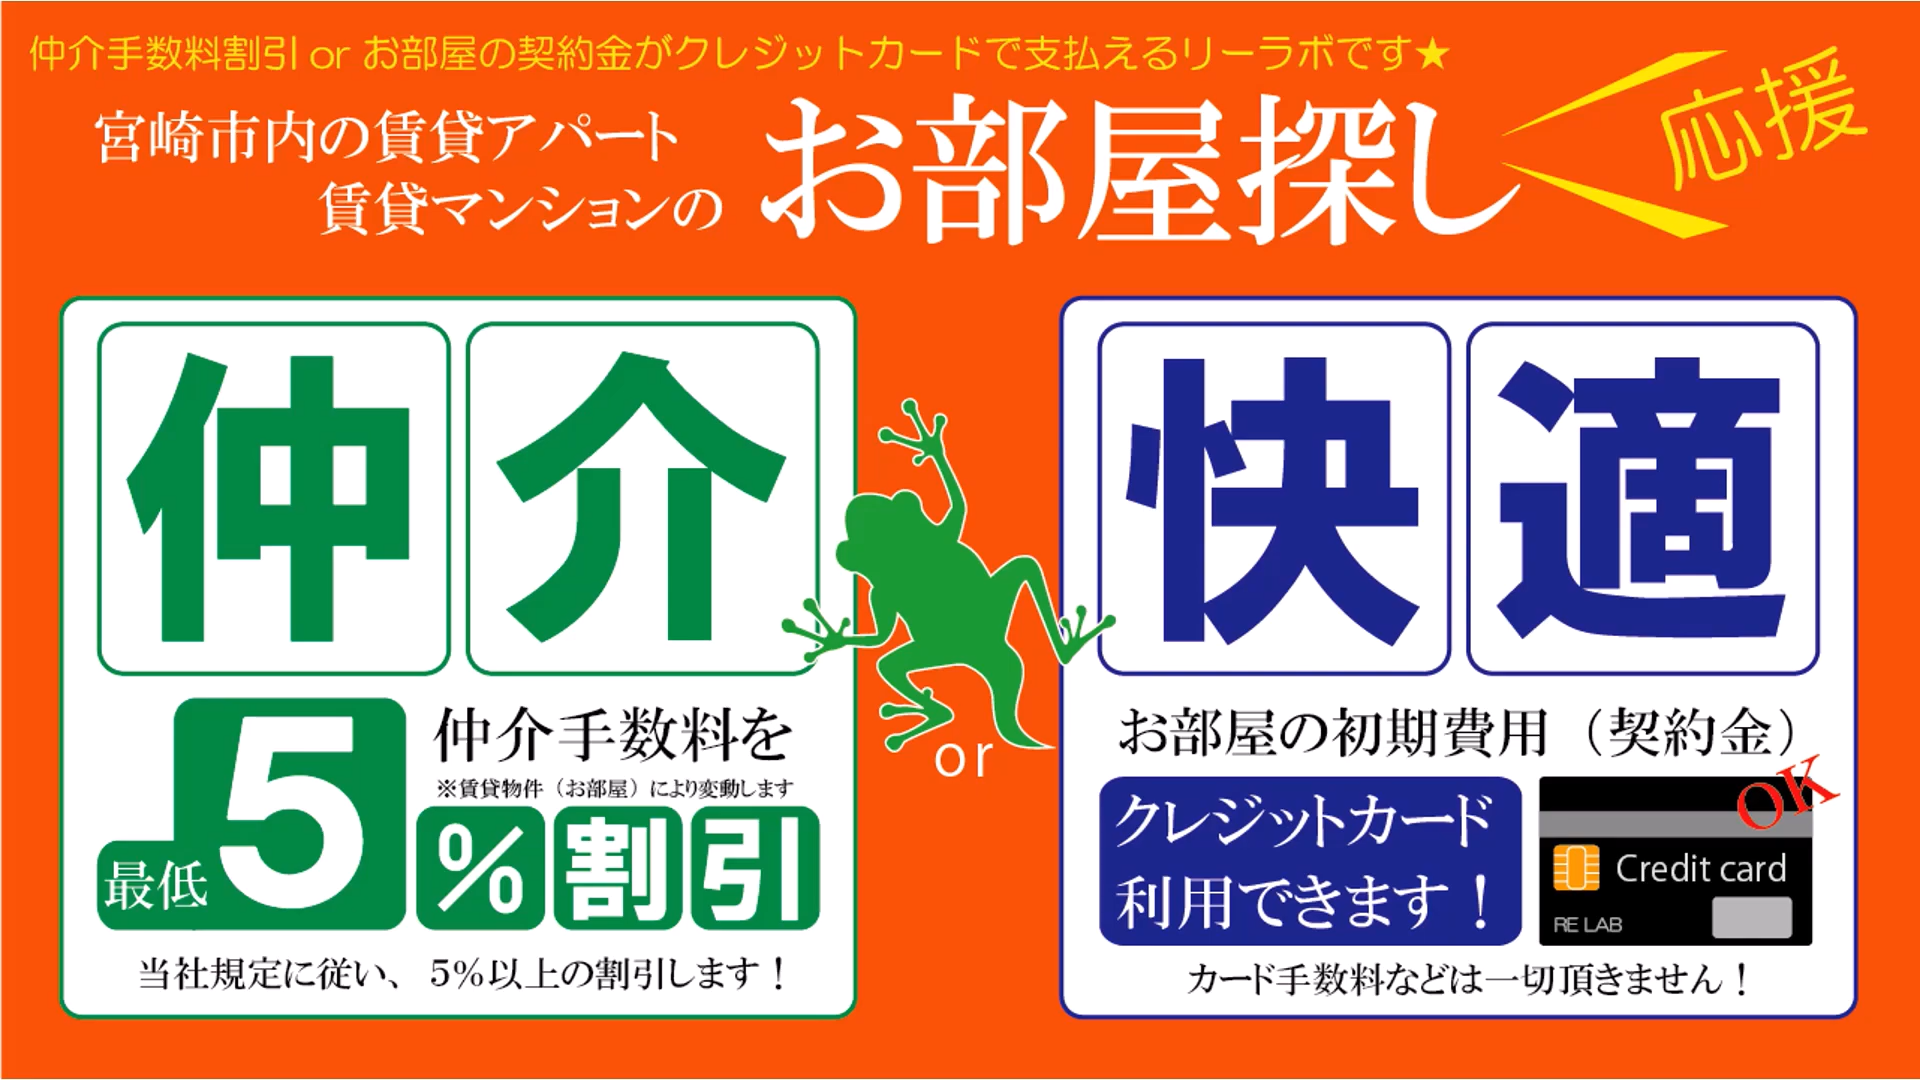 仲介手数料割引 or お部屋の契約金がクレジットカードで支払えるリーラボです★
宮崎市内の賃貸アパート
賃貸マンションの
お部屋探し
応援
仲介
最低5%割引
仲介手数料を
※賃貸物件（お部屋）により変動します
当社規定に従い、5%以上の割引します！
or
快適
お部屋の初期費用（契約金）
クレジットカード
利用できます！
OK
Credit card
RE LAB
カード手数料などは一切頂きません！